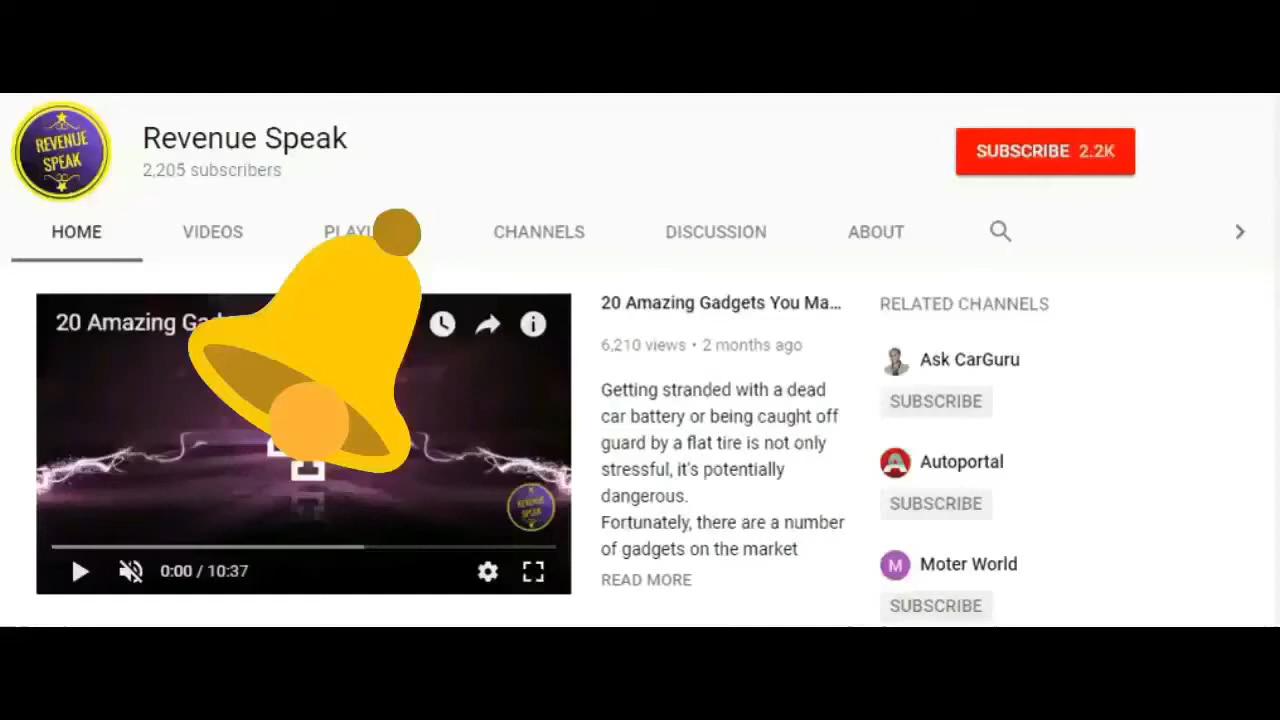 REVENUE
SPEAK
Revenue Speak
2,205 subscribers
SUBSCRIBE 2.2K
HOME
VIDEOS
CHANNELS
DISCUSSION
ABOUT
20 Amazing
20 Amazing Gadgets You Ma...
6,210 views • 2 months ago
Getting stranded with a dead
car battery or being caught off
guard by a flat tire is not only
stressful, it's potentially
dangerous.
Fortunately, there are a number
of gadgets on the market
READ MORE
REVENUE
SPEAK
0:00 / 10:37
RELATED CHANNELS
Ask CarGuru
SUBSCRIBE
Autoportal
SUBSCRIBE
M
Moter World
SUBSCRIBE